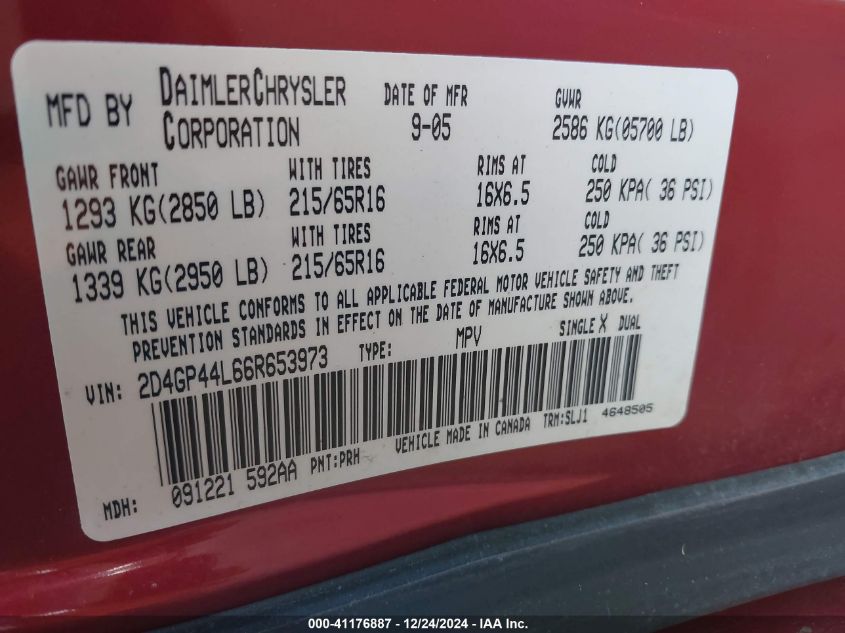 MFD BY DAIMLERCHRYSLER CORPORATION DATE OF MFR 9-05 GVWR 2586 KG(05700 LB)
GAWR FRONT WITH TIRES RIMS AT COLD
1293 KG(2850 LB) 215/65R16 16X6.5 250 KPA( 36 PSI)
GAWR REAR WITH TIRES RIMS AT COLD
1339 KG(2950 LB) 215/65R16 16X6.5 250 KPA( 36 PSI)
THIS VEHICLE CONFORMS TO ALL APPLICABLE FEDERAL MOTOR VEHICLE SAFETY AND THEFT
PREVENTION STANDARDS IN EFFECT ON THE DATE OF MANUFACTURE SHOWN ABOVE.
VIN: 2D4GP44L66R653973 TYPE: MPV SINGLE X DUAL
VEHICLE MADE IN CANADA TRM:SLJ1 4648505
MDH: 091221 592AA PNT:PRH
000-41176887 - 12/24/2024 - IAA Inc.